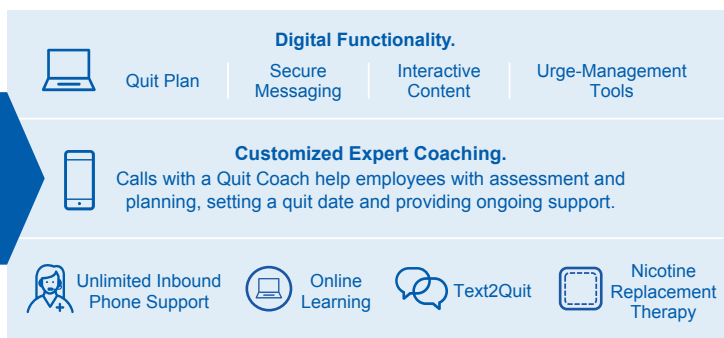 Digital Functionality.
Quit Plan
Secure
Messaging
Interactive
Content
Urge-Management
Tools
Customized Expert Coaching.
Calls with a Quit Coach help employees with assessment and
planning, setting a quit date and providing ongoing support.
Unlimited Inbound
Phone Support
Online
Learning
Text2Quit
Nicotine
Replacement
Therapy